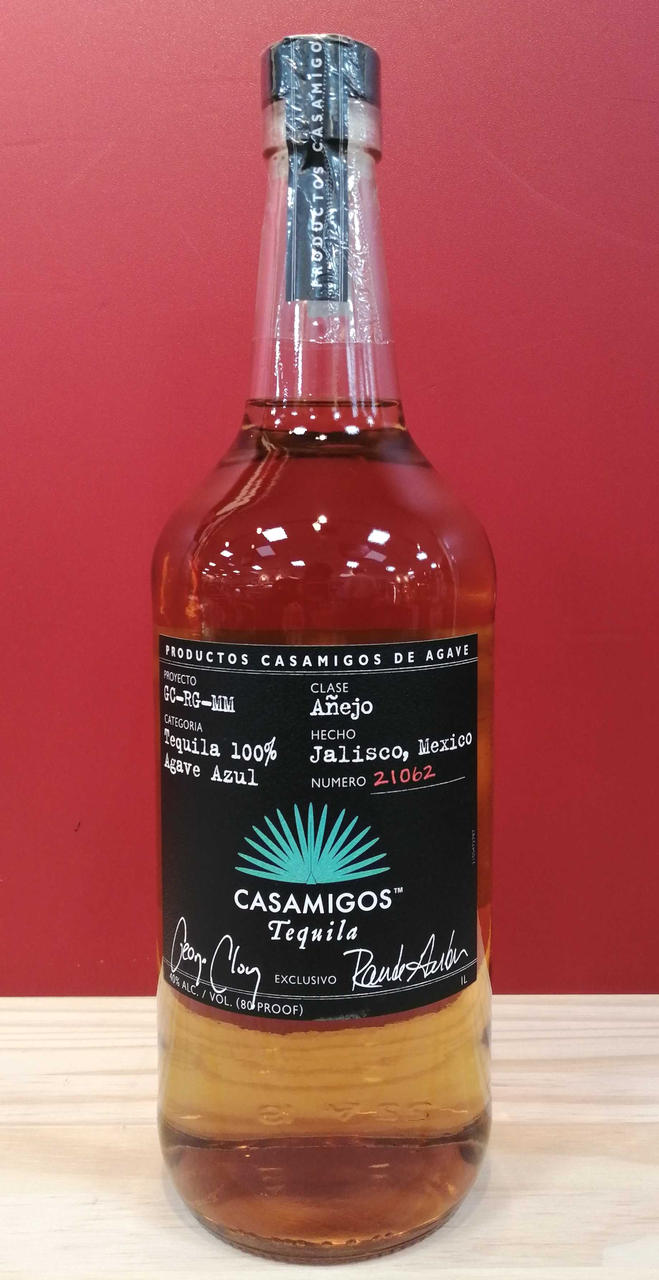 PRODUCTOS CASAMIGO
PRODUCTOS CASAMIGOS DE AGAVE
PROYECTO
GC-RG-MM
CATEGORIA
Tequila 100%
Agave Azul
CLASE
Añejo
HECHO
Jalisco, Mexico
NUMERO 21062
CASAMIGOS™
Tequila
EXCLUSIVO
40% ALC. / VOL. (80 PROOF)
1L